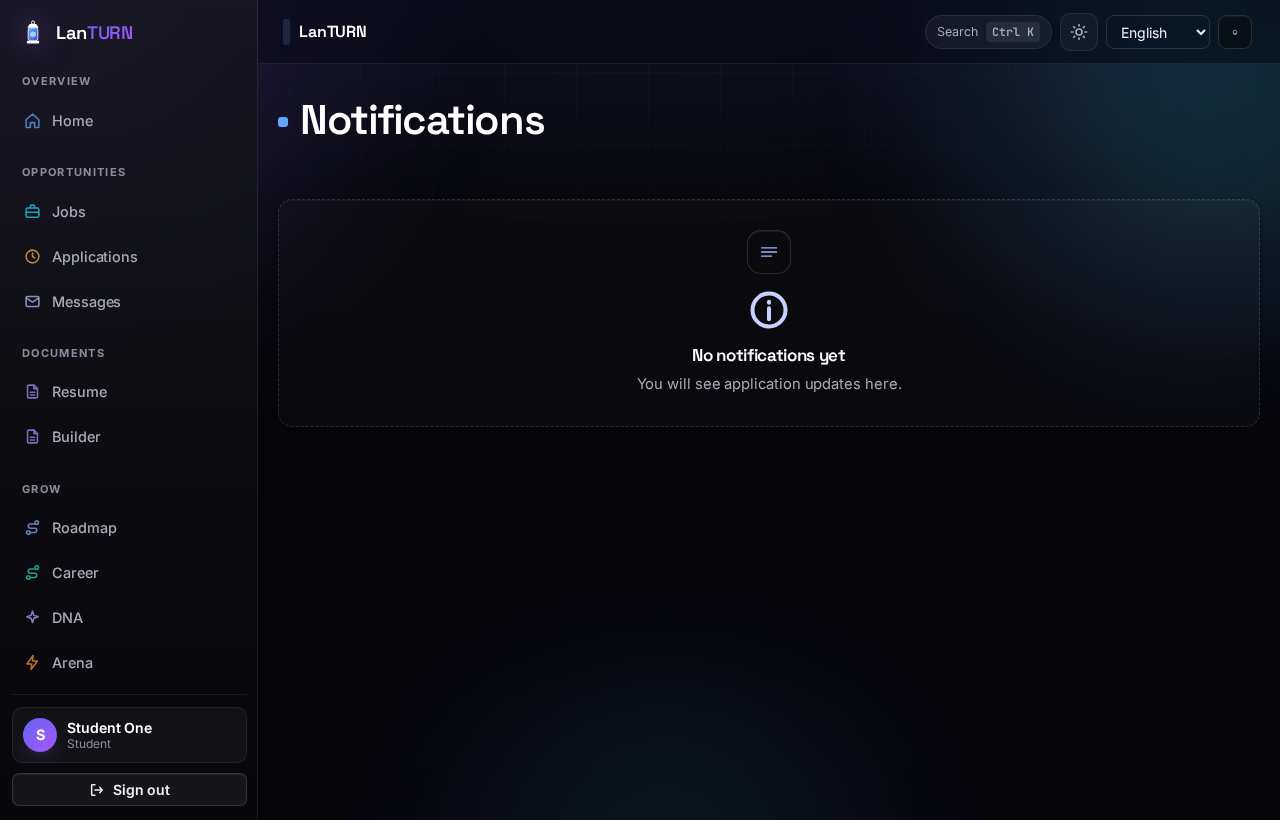 LanTURN
OVERVIEW
Home
OPPORTUNITIES
Jobs
Applications
Messages
DOCUMENTS
Resume
Builder
GROW
Roadmap
Career
DNA
Arena
S
Student One
Student
Sign out
LanTURN
Search Ctrl K
English
Notifications
No notifications yet
You will see application updates here.